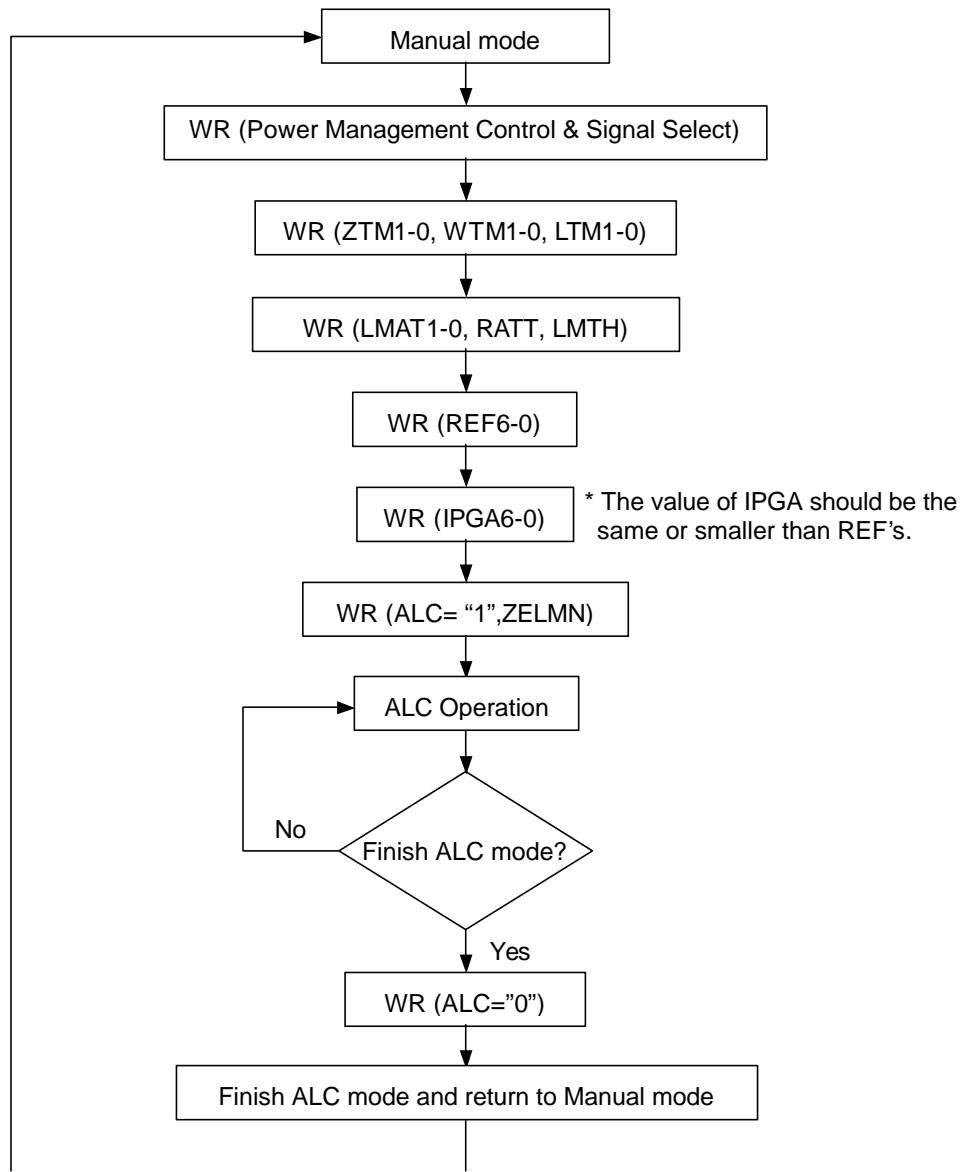 Manual mode
WR (Power Management Control & Signal Select)
WR (ZTM1-0, WTM1-0, LTM1-0)
WR (LMAT1-0, RATT, LMTH)
WR (REF6-0)
WR (IPGA6-0)
* The value of IPGA should be the
same or smaller than REF’s.
WR (ALC= “1”,ZELMN)
ALC Operation
No
Finish ALC mode?
Yes
WR (ALC=”0”)
Finish ALC mode and return to Manual mode